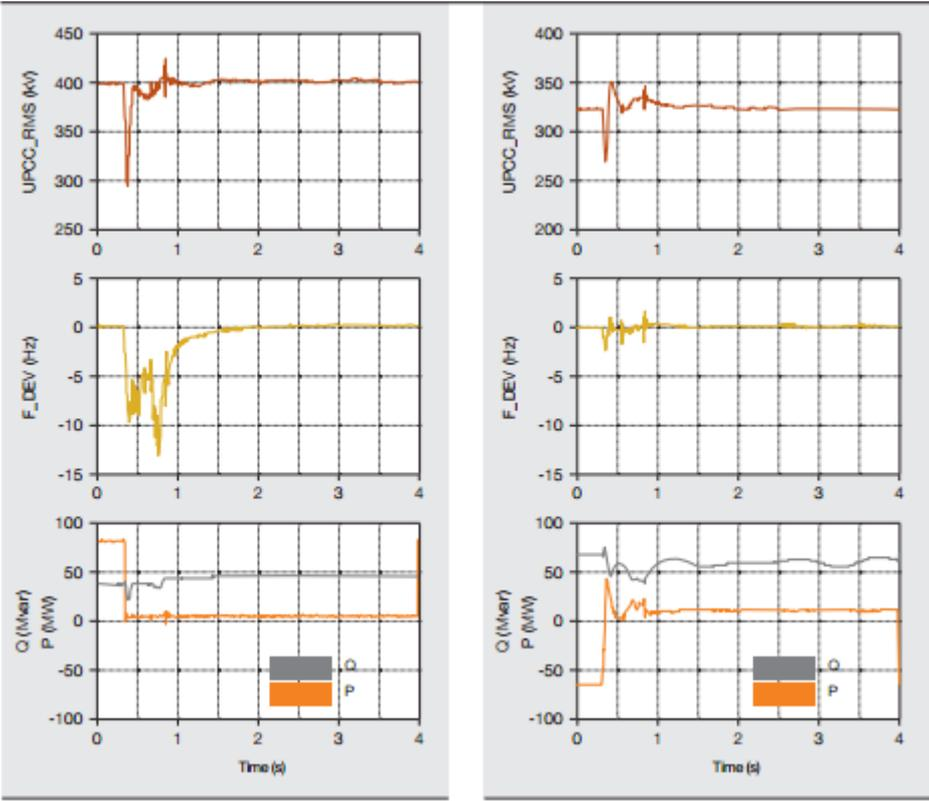 450
400
350
300
250
UPCC_RMS (kV)
0 1 2 3 4
5
0
-5
-10
-15
F_DEV (Hz)
0 1 2 3 4
100
50
0
-50
-100
Q (Mvar)
P (MW)
Q
P
0 1 2 3 4
Time (s)
400
350
300
250
200
UPCC_RMS (kV)
0 1 2 3 4
5
0
-5
-10
-15
F_DEV (Hz)
0 1 2 3 4
100
50
0
-50
-100
Q (Mvar)
P (MW)
Q
P
0 1 2 3 4
Time (s)